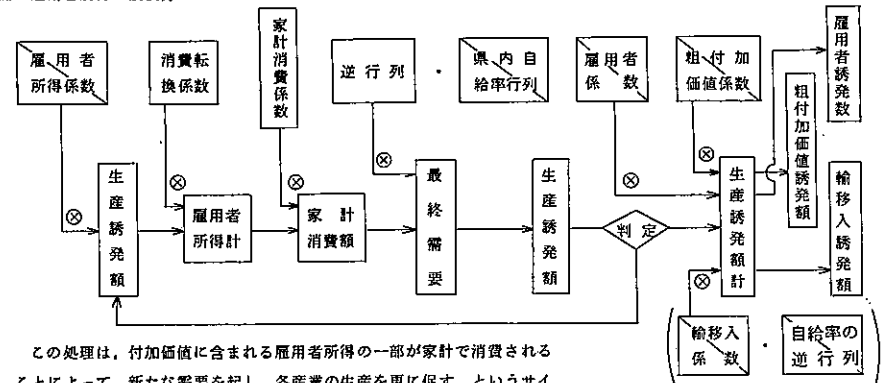 雇用者
所得係数
消費転
換係数
家計消費係数
逆行列
・
県内自
給率行列
雇用者
係数
粗付加
価値係数
雇用者誘発数
粗付加価値誘発額
輸移入誘発額
⊗
⊗
⊗
⊗
⊗
⊗
生産誘発額
雇用者
所得計
家計
消費額
最終需要
生産誘発額
判定
生産誘発額計
⊗
輸移入
係数
・
自給率の
逆行列
この処理は,付加価値に含まれる雇用者所得の一部が家計で消費される
ことによって,新たな需要を起し,各産業の生産を更に促す,というサイ